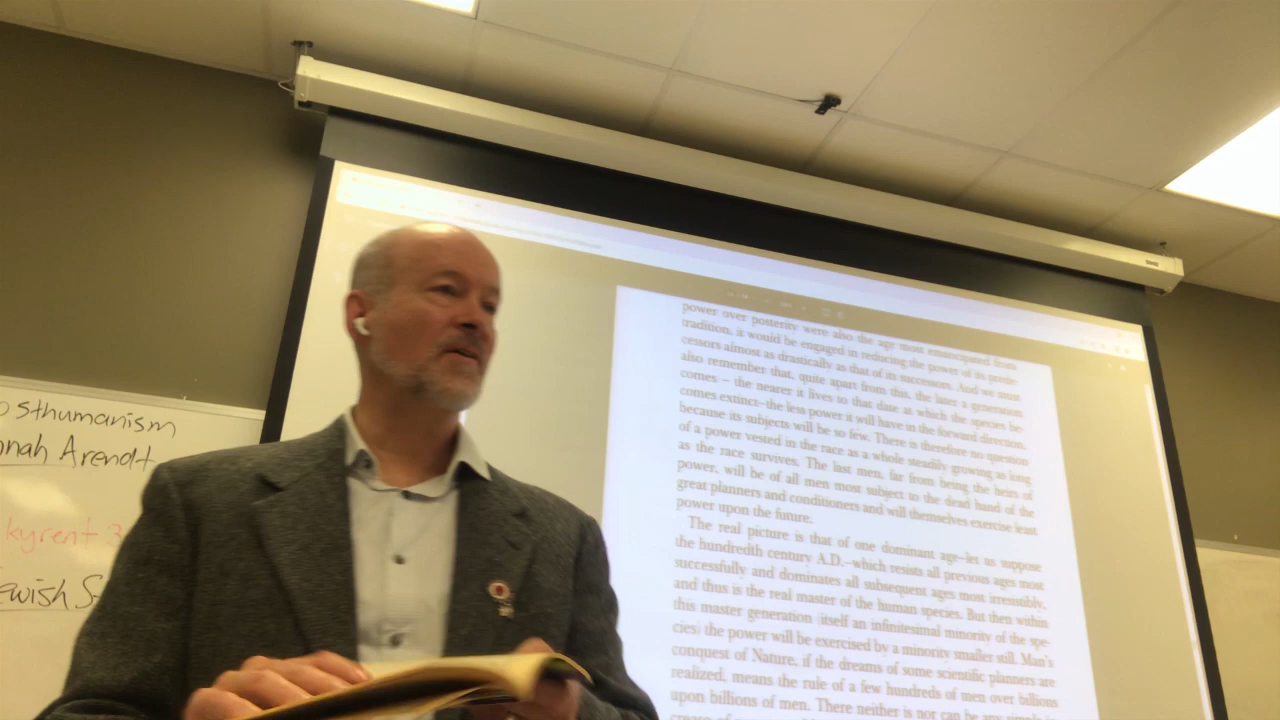 osthumanism
nnah Arendt
kyrent 3
ewish S
power over posterity were also the age most emancipated from
tradition, it would be engaged in reducing the power of its prede-
cessors almost as drastically as that of its successors. And we must
also remember that, quite apart from this, the later a generation
comes – the nearer it lives to that date at which the species be-
comes extinct–the less power it will have in the forward direction,
because its subjects will be so few. There is therefore no question
of a power vested in the race as a whole steadily growing as long
as the race survives. The last men, far from being the heirs of
power, will be of all men most subject to the dead hand of the
great planners and conditioners and will themselves exercise least
power upon the future.
The real picture is that of one dominant age–let us suppose
the hundredth century A.D.–which resists all previous ages most
successfully and dominates all subsequent ages most irresistibly,
and thus is the real master of the human species. But then within
this master generation (itself an infinitesimal minority of the spe-
cies) the power will be exercised by a minority smaller still. Man's
conquest of Nature, if the dreams of some scientific planners are
realized, means the rule of a few hundreds of men over billions
upon billions of men. There neither is nor can be any simple